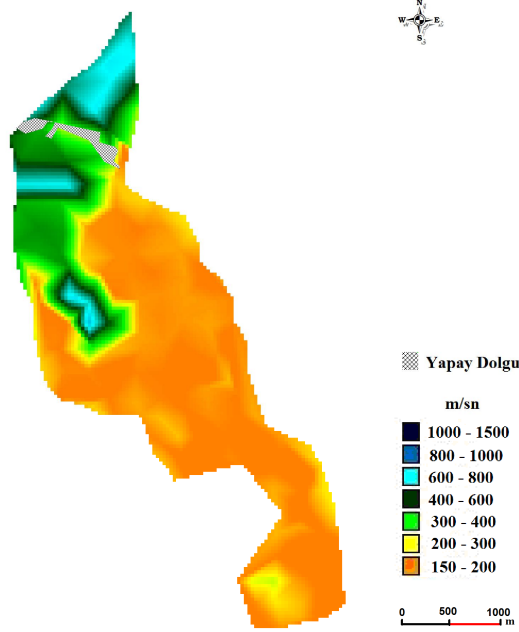 N
W E
S
Yapay Dolgu
m/sn
1000 - 1500
800 - 1000
600 - 800
400 - 600
300 - 400
200 - 300
150 - 200
0 500 1000 m